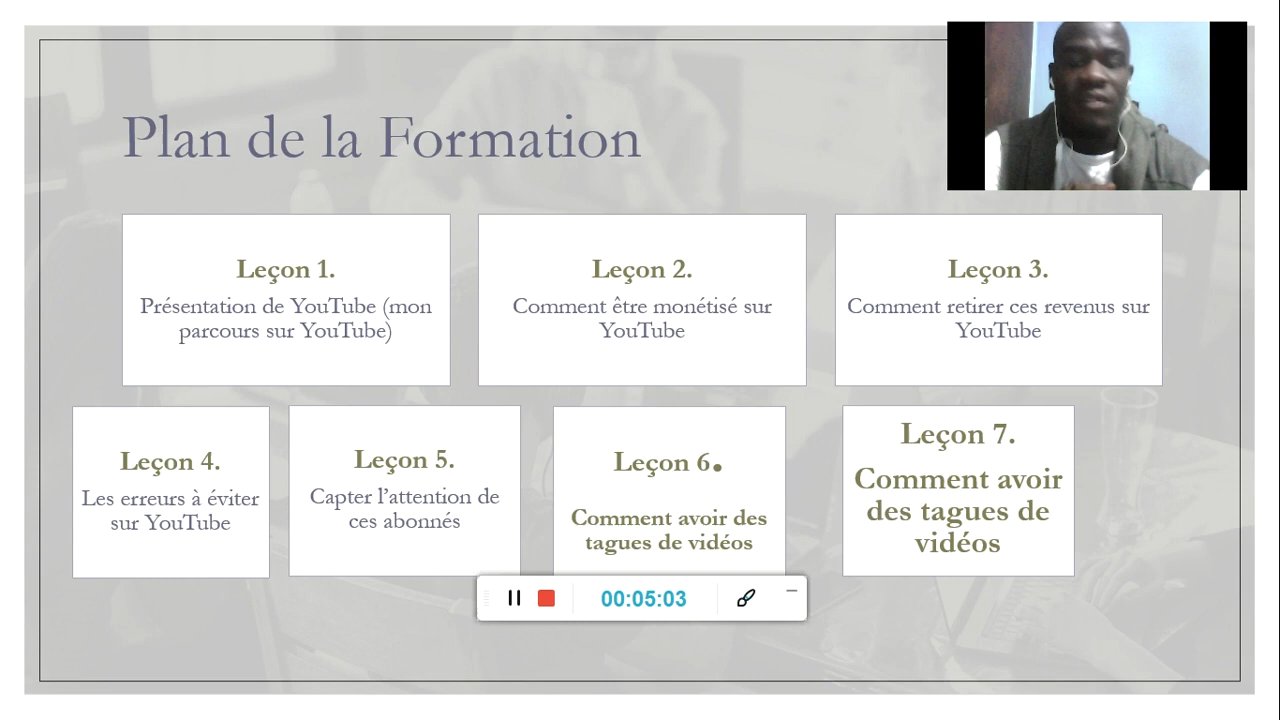 Plan de la Formation
Leçon 1.
Présentation de YouTube (mon
parcours sur YouTube)
Leçon 2.
Comment être monétisé sur
YouTube
Leçon 3.
Comment retirer ces revenus sur
YouTube
Leçon 4.
Les erreurs à éviter
sur YouTube
Leçon 5.
Capter l’attention de
ces abonnés
Leçon 6.
Comment avoir des
tagues de vidéos
Leçon 7.
Comment avoir
des tagues de
vidéos
00:05:03